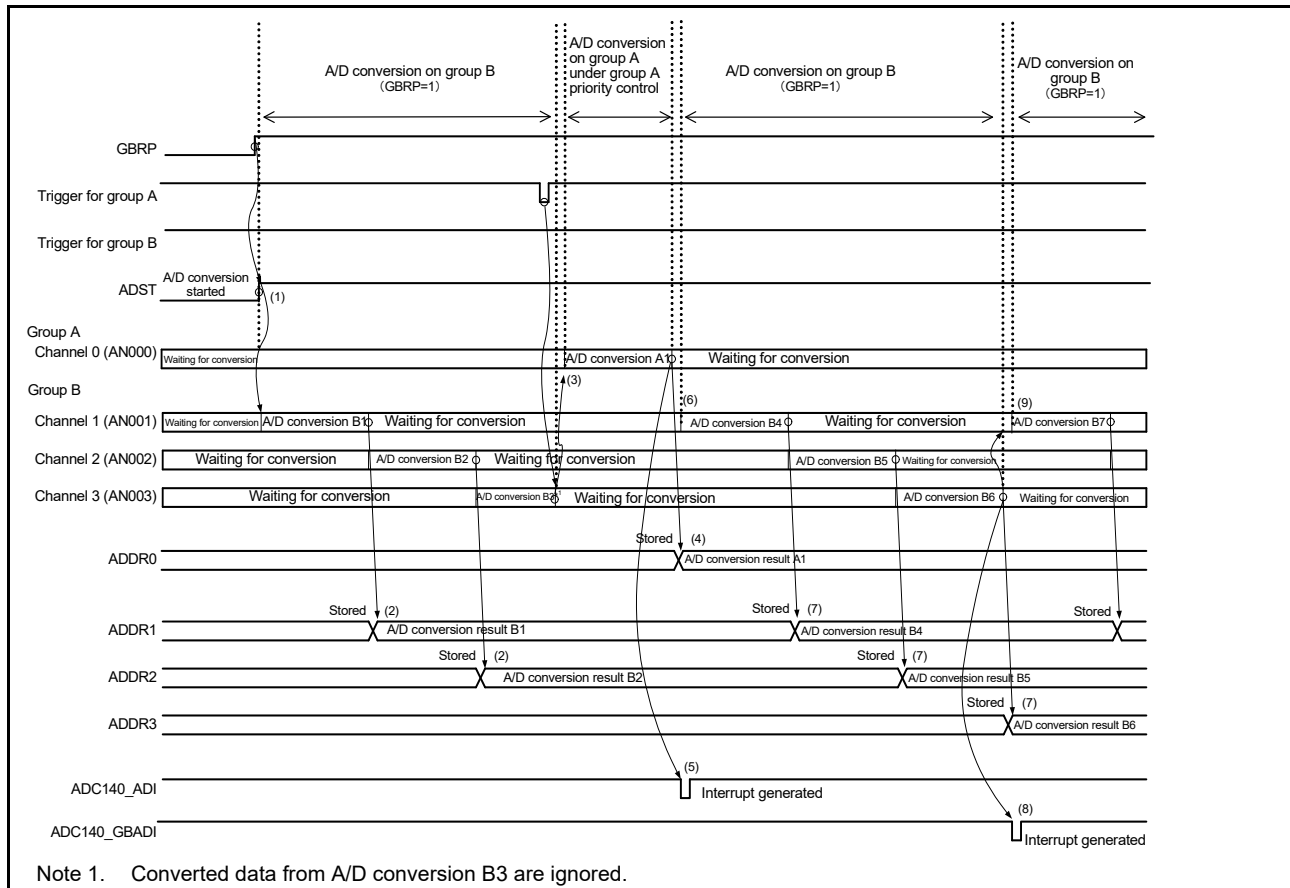 A/D conversion on group B
（GBRP=1）
A/D conversion
on group A
under group A
priority control
A/D conversion on group B
（GBRP=1）
A/D conversion on
group B
（GBRP=1）
GBRP
Trigger for group A
Trigger for group B
A/D conversion
started
ADST
(1)
Group A
Channel 0 (AN000)
Waiting for conversion
A/D conversion A1
Waiting for conversion
(3)
Group B
(6)
(9)
Channel 1 (AN001)
Waiting for conversion
A/D conversion B1
Waiting for conversion
A/D conversion B4
Waiting for conversion
A/D conversion B7
Channel 2 (AN002)
Waiting for conversion
A/D conversion B2
Waiting for conversion
A/D conversion B5
Waiting for conversion
Channel 3 (AN003)
Waiting for conversion
A/D conversion B3*1
Waiting for conversion
A/D conversion B6
Waiting for conversion
Stored
(4)
ADDR0
A/D conversion result A1
Stored
(2)
Stored
(7)
Stored
ADDR1
A/D conversion result B1
A/D conversion result B4
Stored
(2)
Stored
(7)
ADDR2
A/D conversion result B2
A/D conversion result B5
Stored
(7)
ADDR3
A/D conversion result B6
(5)
ADC140_ADI
Interrupt generated
(8)
ADC140_GBADI
Interrupt generated
Note 1. Converted data from A/D conversion B3 are ignored.